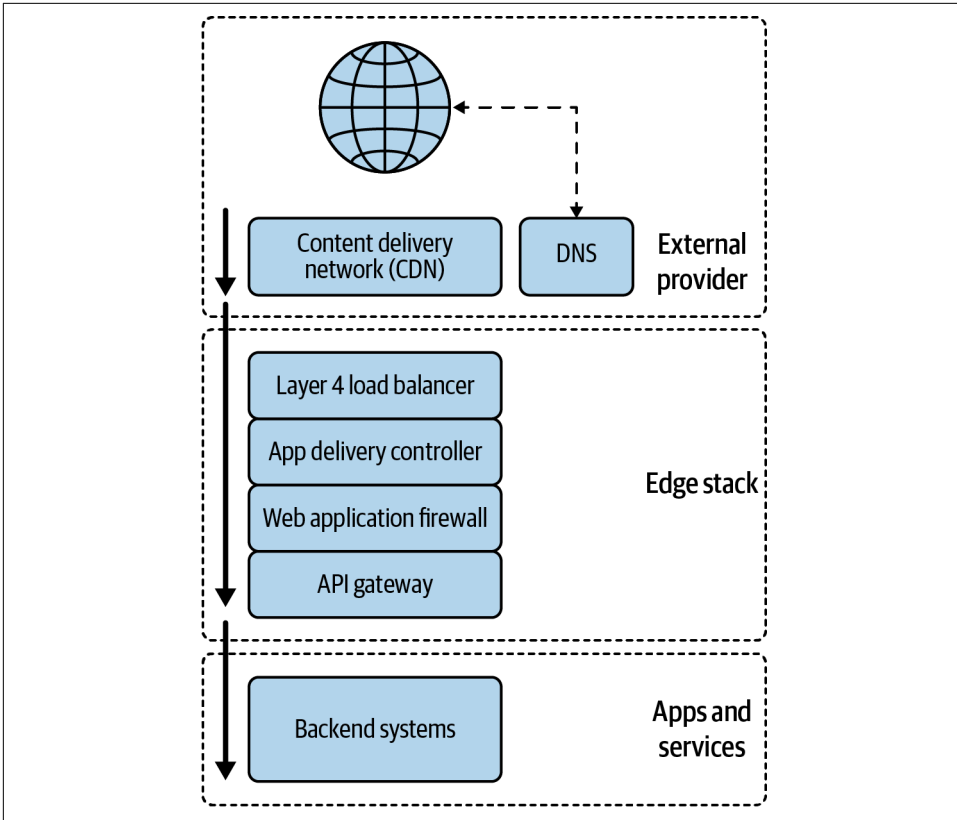 Content delivery
network (CDN)
DNS
External
provider
Layer 4 load balancer
App delivery controller
Edge stack
Web application firewall
API gateway
Backend systems
Apps and
services